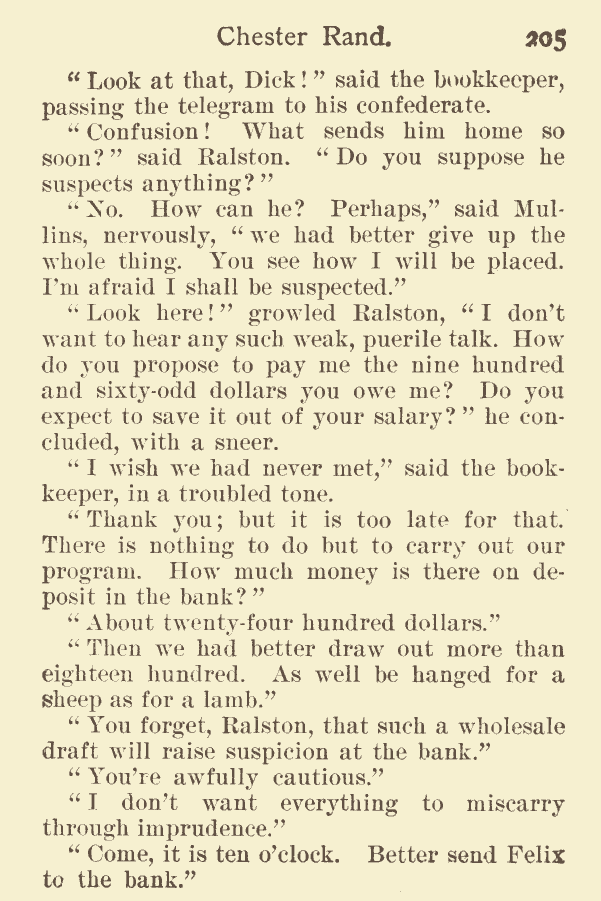 Chester Rand. 205
“ Look at that, Dick! ” said the bookkeeper,
passing the telegram to his confederate.
“ Confusion! What sends him home so
soon? ” said Ralston. “ Do you suppose he
suspects anything? ”
“ No. How can he? Perhaps,” said Mul-
lins, nervously, “ we had better give up the
whole thing. You see how I will be placed.
I’m afraid I shall be suspected.”
“ Look here! ” growled Ralston, “ I don’t
want to hear any such weak, puerile talk. How
do you propose to pay me the nine hundred
and sixty-odd dollars you owe me? Do you
expect to save it out of your salary? ” he con-
cluded, with a sneer.
“ I wish we had never met,” said the book-
keeper, in a troubled tone.
“ Thank you; but it is too late for that.
There is nothing to do but to carry out our
program. How much money is there on de-
posit in the bank? ”
“ About twenty-four hundred dollars.”
“ Then we had better draw out more than
eighteen hundred. As well be hanged for a
sheep as for a lamb.”
“ You forget, Ralston, that such a wholesale
draft will raise suspicion at the bank.”
“ You’re awfully cautious.”
“ I don’t want everything to miscarry
through imprudence.”
“ Come, it is ten o’clock. Better send Felix
to the bank.”